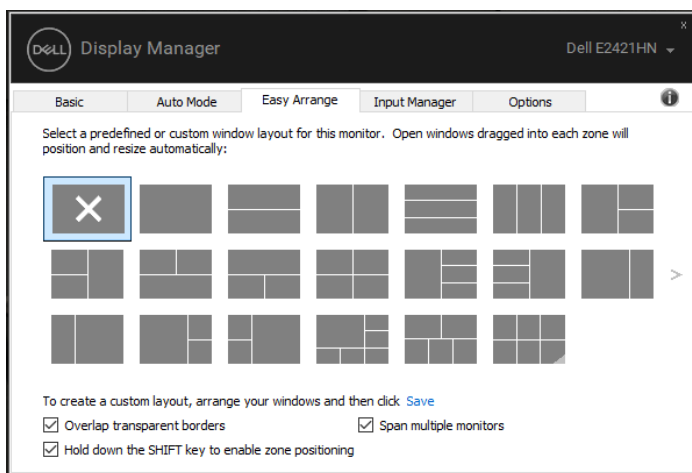 DELL Display Manager
Dell E2421HN
Basic
Auto Mode
Easy Arrange
Input Manager
Options
Select a predefined or custom window layout for this monitor.  Open windows dragged into each zone will
position and resize automatically:
To create a custom layout, arrange your windows and then click Save
Overlap transparent borders
Span multiple monitors
Hold down the SHIFT key to enable zone positioning